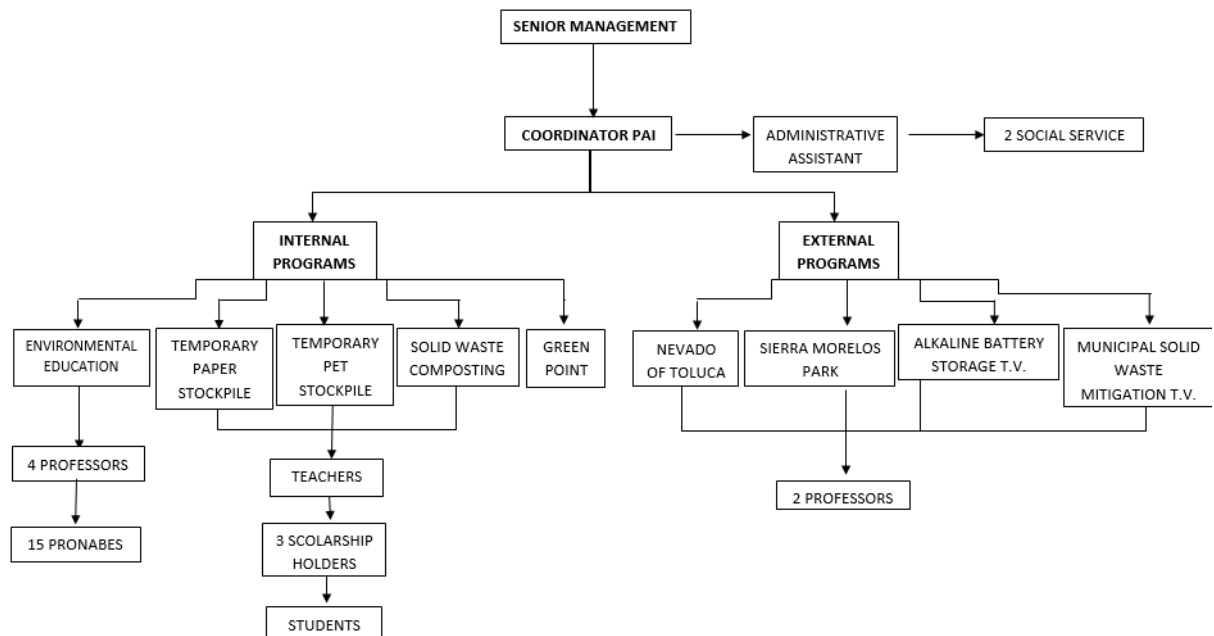 SENIOR MANAGEMENT
COORDINATOR PAI
ADMINISTRATIVE
ASSISTANT
2 SOCIAL SERVICE
INTERNAL
PROGRAMS
EXTERNAL
PROGRAMS
ENVIRONMENTAL
EDUCATION
TEMPORARY
PAPER
STOCKPILE
TEMPORARY
PET
STOCKPILE
SOLID WASTE
COMPOSTING
GREEN
POINT
NEVADO
OF TOLUCA
SIERRA MORELOS
PARK
ALKALINE BATTERY
STORAGE T.V.
MUNICIPAL SOLID
WASTE
MITIGATION T.V.
4 PROFESSORS
TEACHERS
2 PROFESSORS
15 PRONABES
3 SCOLARSHIP
HOLDERS
STUDENTS